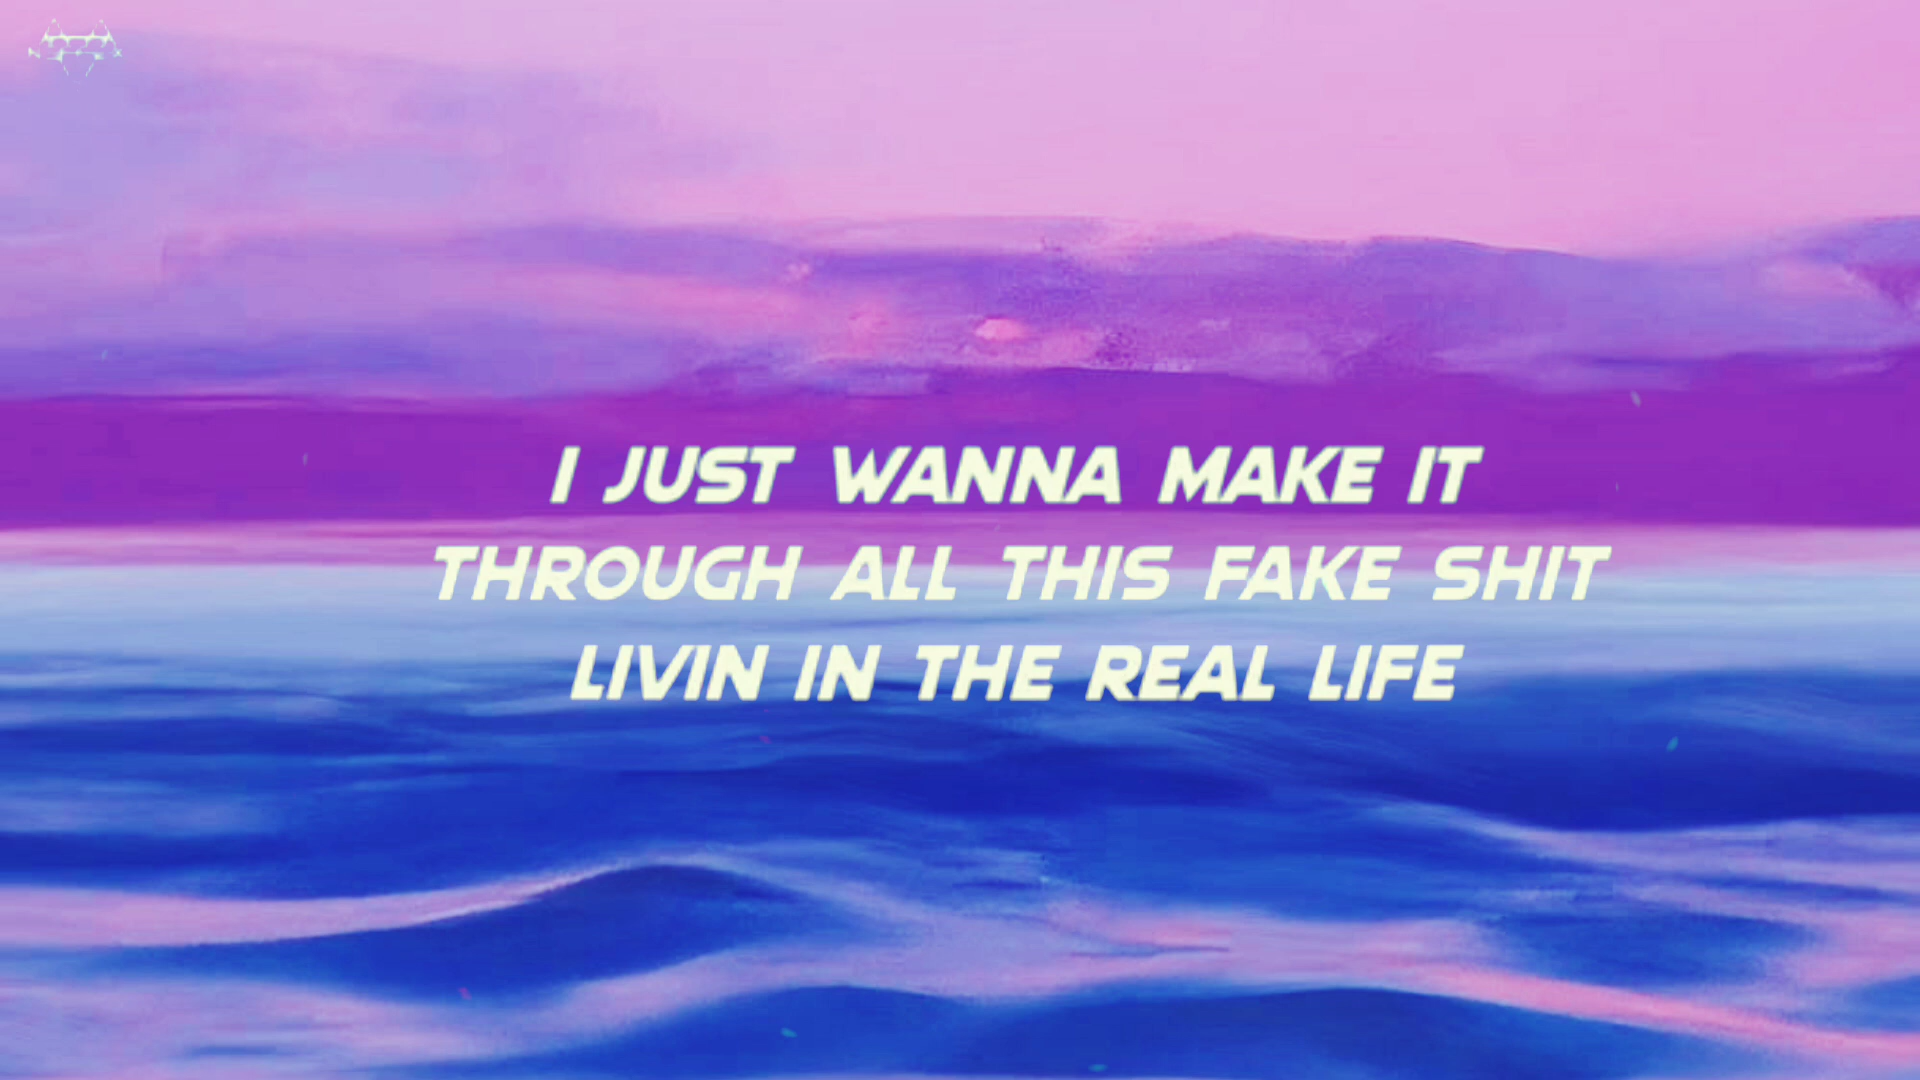 I JUST WANNA MAKE IT
THROUGH ALL THIS FAKE SHIT
LIVIN IN THE REAL LIFE